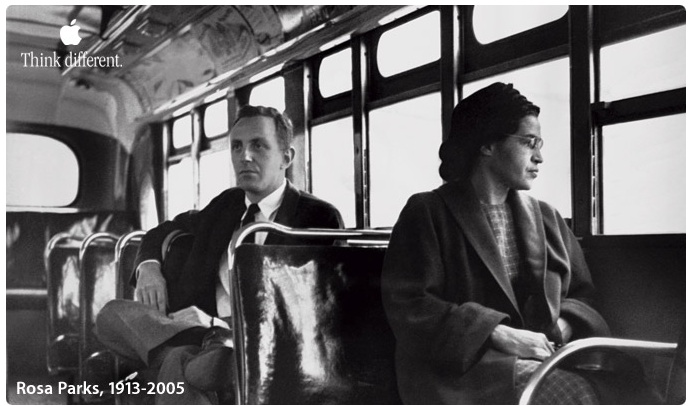 Think different.
Rosa Parks, 1913-2005